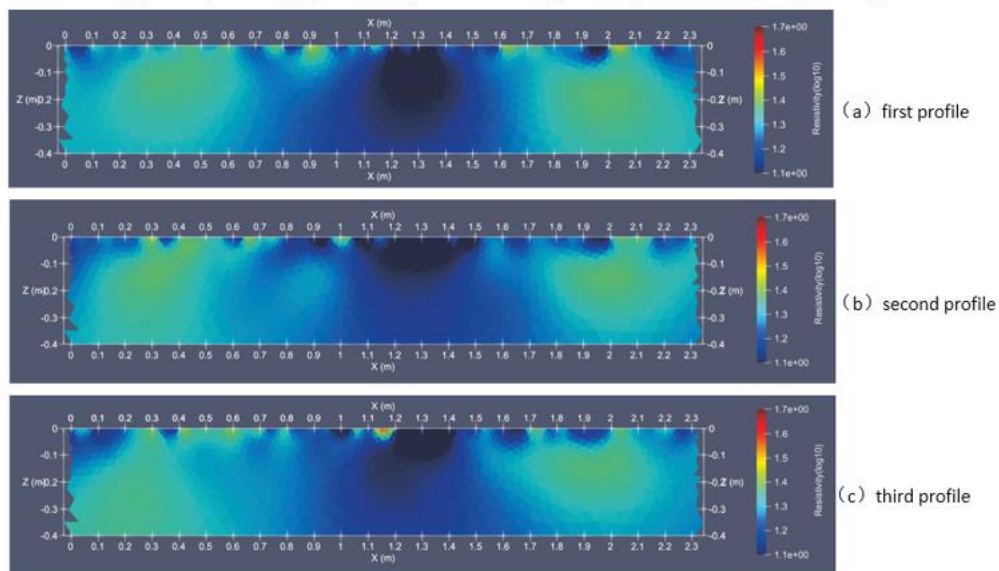 X (m)
0 0.1 0.2 0.3 0.4 0.5 0.6 0.7 0.8 0.9 1 1.1 1.2 1.3 1.4 1.5 1.6 1.7 1.8 1.9 2 2.1 2.2 2.3
0 0
-0.1 -0.1
Z (m)0.2 -0.2 Z (m)
-0.3 -0.3
-0.4 -0.4
0 0.1 0.2 0.3 0.4 0.5 0.6 0.7 0.8 0.9 1 1.1 1.2 1.3 1.4 1.5 1.6 1.7 1.8 1.9 2 2.1 2.2 2.3
X (m)
1.7e+00
1.6
1.5
1.4
1.3
1.2
1.1e+00
Resistivity(log10)
(a) first profile
X (m)
0 0.1 0.2 0.3 0.4 0.5 0.6 0.7 0.8 0.9 1 1.1 1.2 1.3 1.4 1.5 1.6 1.7 1.8 1.9 2 2.1 2.2 2.3
0 0
-0.1 -0.1
Z (m)0.2 -0.2 Z (m)
-0.3 -0.3
-0.4 -0.4
0 0.1 0.2 0.3 0.4 0.5 0.6 0.7 0.8 0.9 1 1.1 1.2 1.3 1.4 1.5 1.6 1.7 1.8 1.9 2 2.1 2.2 2.3
X (m)
1.7e+00
1.6
1.5
1.4
1.3
1.2
1.1e+00
Resistivity(log10)
(b) second profile
X (m)
0 0.1 0.2 0.3 0.4 0.5 0.6 0.7 0.8 0.9 1 1.1 1.2 1.3 1.4 1.5 1.6 1.7 1.8 1.9 2 2.1 2.2 2.3
0 0
-0.1 -0.1
Z (m)0.2 -0.2 Z (m)
-0.3 -0.3
-0.4 -0.4
0 0.1 0.2 0.3 0.4 0.5 0.6 0.7 0.8 0.9 1 1.1 1.2 1.3 1.4 1.5 1.6 1.7 1.8 1.9 2 2.1 2.2 2.3
X (m)
1.7e+00
1.6
1.5
1.4
1.3
1.2
1.1e+00
Resistivity(log10)
(c) third profile